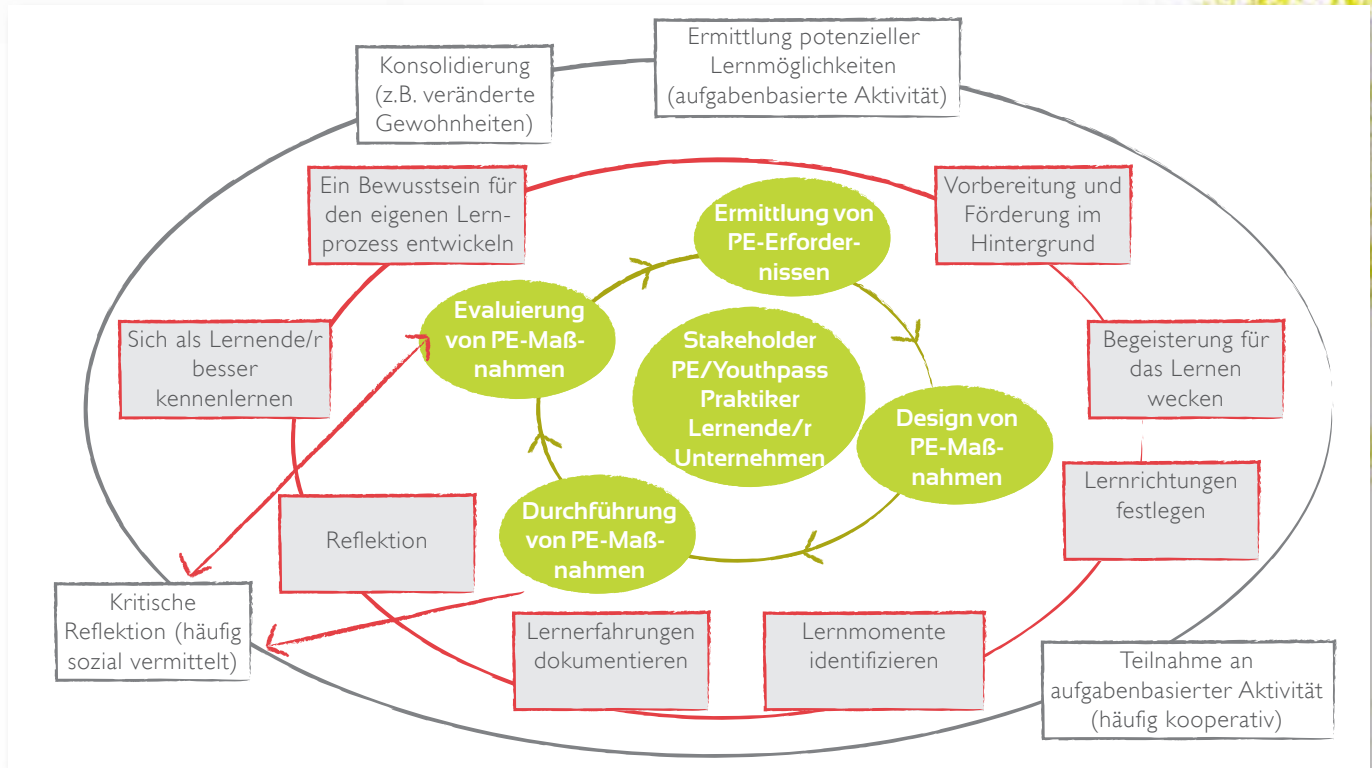 Konsolidierung
(z.B. veränderte
Gewohnheiten)
Ermittlung potenzieller
Lernmöglichkeiten
(aufgabenbasierte Aktivität)
Ein Bewusstsein für
den eigenen Lern-
prozess entwickeln
Ermittlung von
PE-Erforder-
nissen
Vorbereitung und
Förderung im
Hintergrund
Sich als Lernende/r
besser
kennenlernen
Evaluierung
von PE-Maß-
nahmen
Stakeholder
PE/Youthpass
Praktiker
Lernende/r
Unternehmen
Begeisterung für
das Lernen
wecken
Design von
PE-Maß-
nahmen
Lernrichtungen
festlegen
Reflektion
Durchführung
von PE-Maß-
nahmen
Kritische
Reflektion (häufig
sozial vermittelt)
Lernerfahrungen
dokumentieren
Lernmomente
identifizieren
Teilnahme an
aufgabenbasierter Aktivität
(häufig kooperativ)